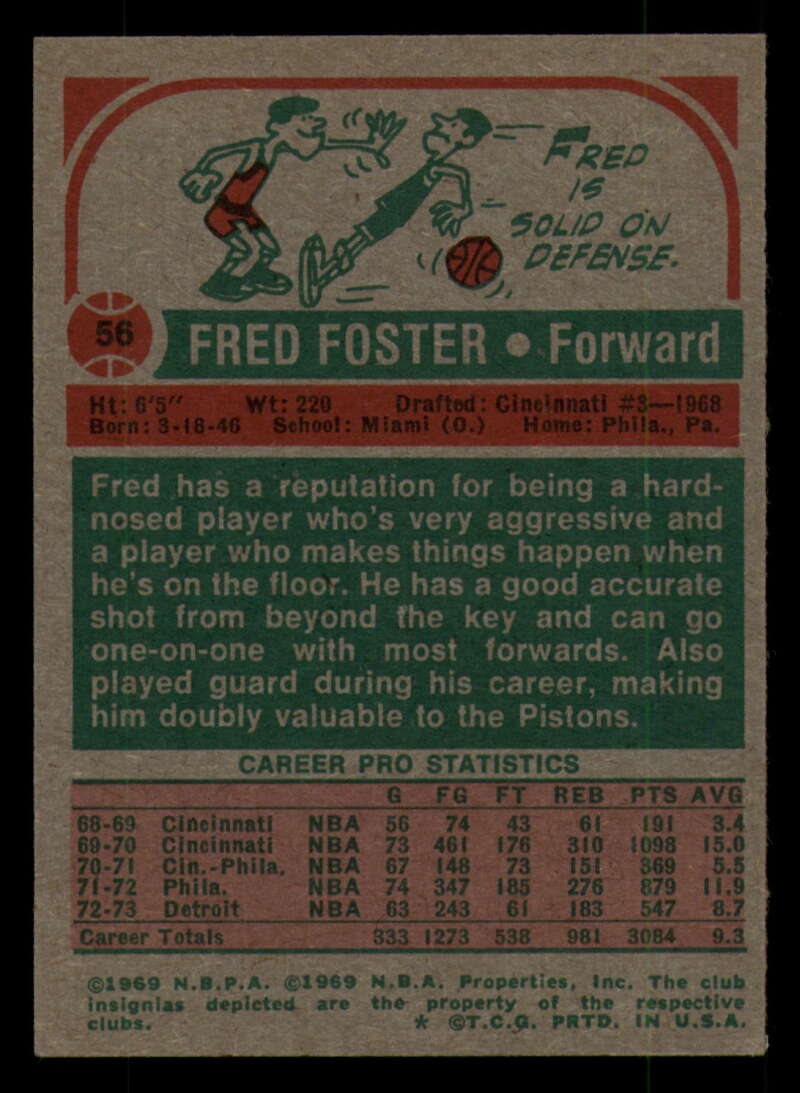 FRED
IS
SOLID ON
DEFENSE.
56 FRED FOSTER • Forward
Ht: 6'5" Wt: 220 Drafted: Cincinnati #3—1968
Born: 3-18-46 School: Miami (O.) Home: Phila., Pa.
Fred has a reputation for being a hard-
nosed player who's very aggressive and
a player who makes things happen when
he's on the floor. He has a good accurate
shot from beyond the key and can go
one-on-one with most forwards. Also
played guard during his career, making
him doubly valuable to the Pistons.
CAREER PRO STATISTICS
G FG FT REB PTS AVG
68-69 Cincinnati NBA 56 74 43 61 191 3.4
69-70 Cincinnati NBA 73 461 176 310 1098 15.0
70-71 Cin.-Phila. NBA 67 148 73 151 369 5.5
71-72 Phila. NBA 74 347 185 276 879 11.9
72-73 Detroit NBA 63 243 61 183 547 8.7
Career Totals 333 1273 538 981 3084 9.3
©1969 N.B.P.A. ©1969 N.B.A. Properties, Inc. The club
insignias depicted are the property of the respective
clubs. * ©T.C.G. PRTD. IN U.S.A.